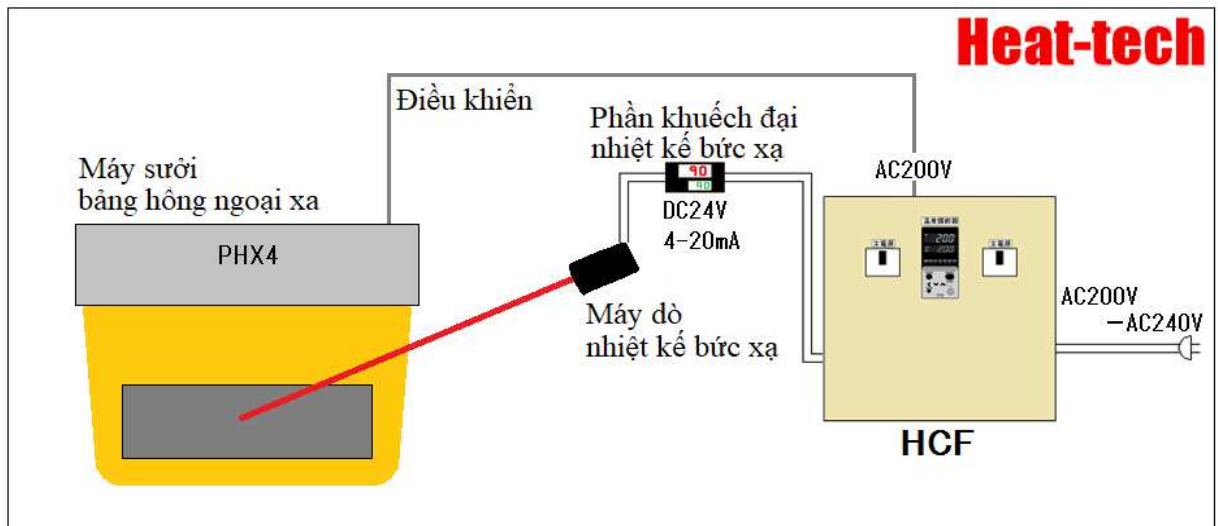 Heat-tech
Điều khiển
Phần khuếch đại
nhiệt kế bức xạ
90
90
DC24V
4-20mA
Máy sưởi
bảng hông ngoại xa
PHX4
Máy dò
nhiệt kế bức xạ
AC200V
200
200
AC200V
-AC240V
HCF